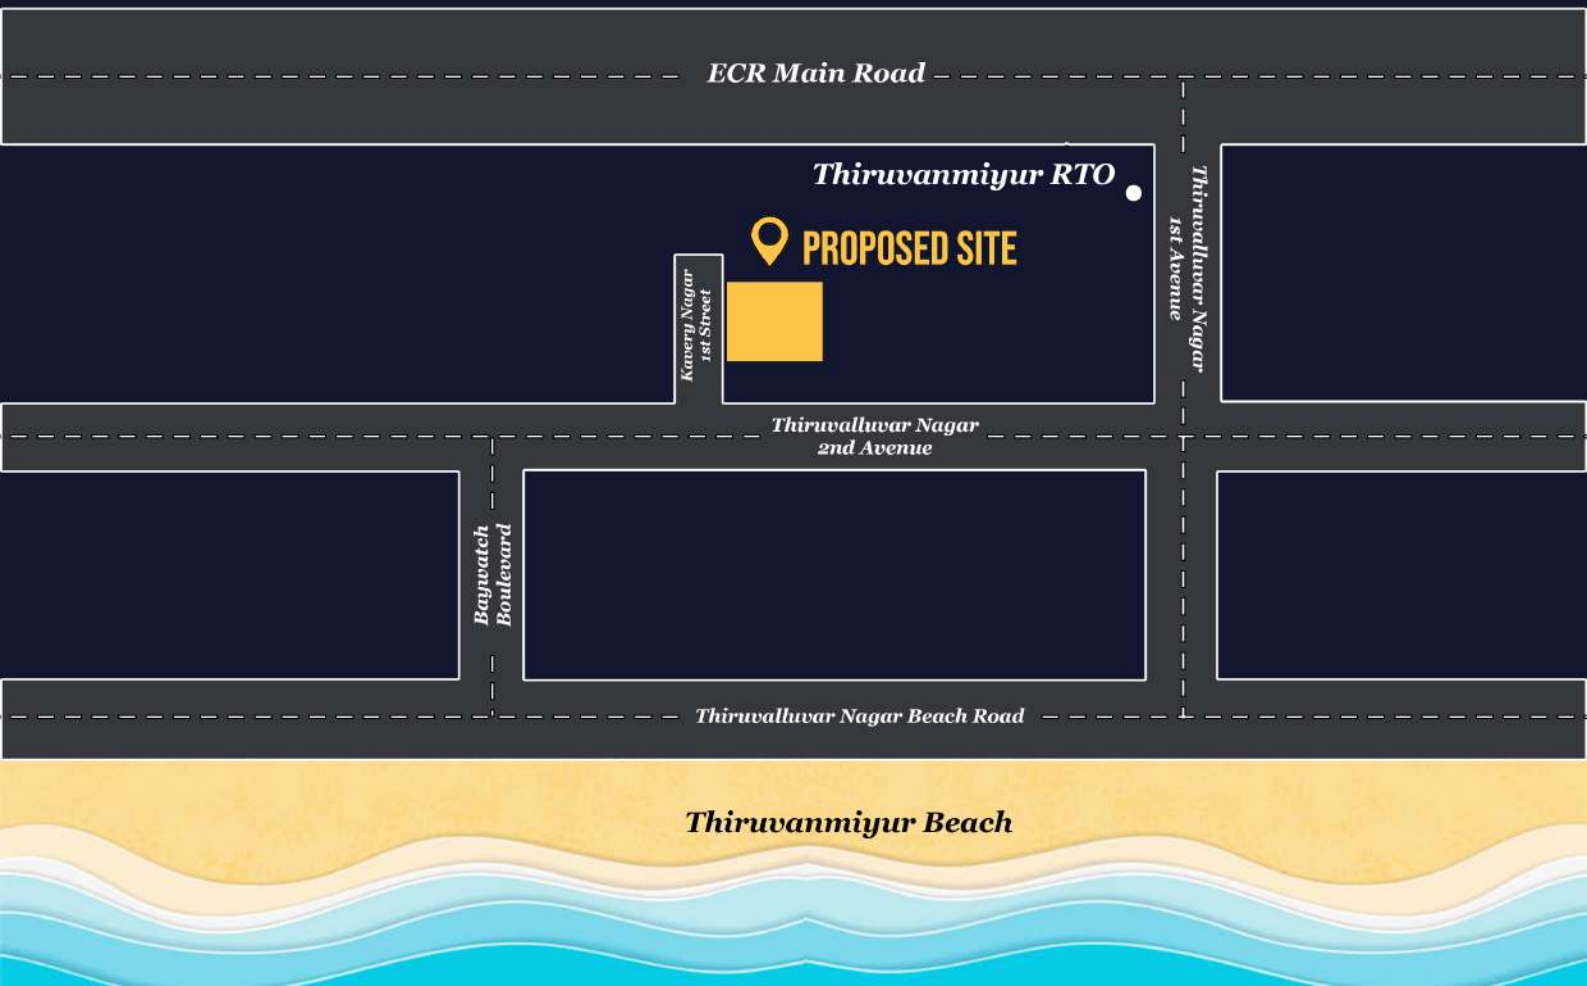 ECR Main Road
Thiruvanmiyur RTO
PROPOSED SITE
Kavery Nagar
1st Street
Thiruvalluvar Nagar
1st Avenue
Thiruvalluvar Nagar
2nd Avenue
Baywatch
Boulevard
Thiruvalluvar Nagar Beach Road
Thiruvanmiyur Beach